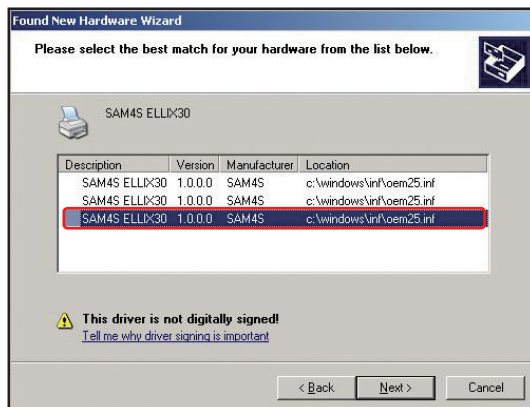 Found New Hardware Wizard
Please select the best match for your hardware from the list below.
SAM4S ELLIX30
Description Version Manufacturer Location
SAM4S ELLIX30 1.0.0.0 SAM4S c:\windows\inf\oem25.inf
SAM4S ELLIX30 1.0.0.0 SAM4S c:\windows\inf\oem25.inf
SAM4S ELLIX30 1.0.0.0 SAM4S c:\windows\inf\oem25.inf
This driver is not digitally signed!
Tell me why driver signing is important
< Back Next > Cancel